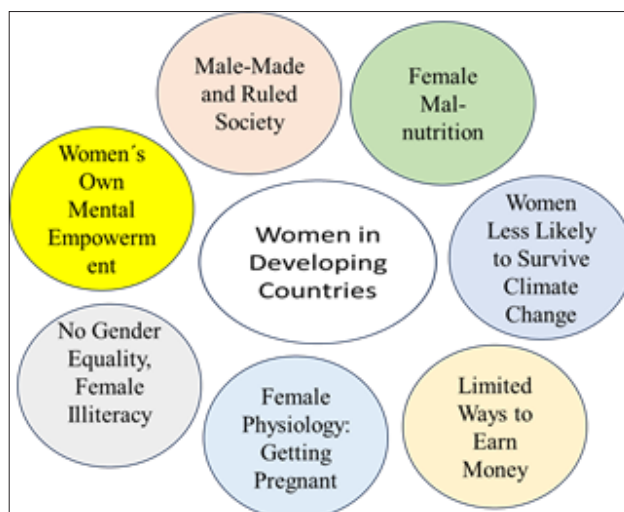 Male-Made
and Ruled
Society
Female
Mal-
nutrition
Women´s
Own
Mental
Empowerm
ent
Women in
Developing
Countries
Women
Less Likely
to Survive
Climate
Change
No Gender
Equality,
Female
Illiteracy
Female
Physiology:
Getting
Pregnant
Limited
Ways to
Earn
Money